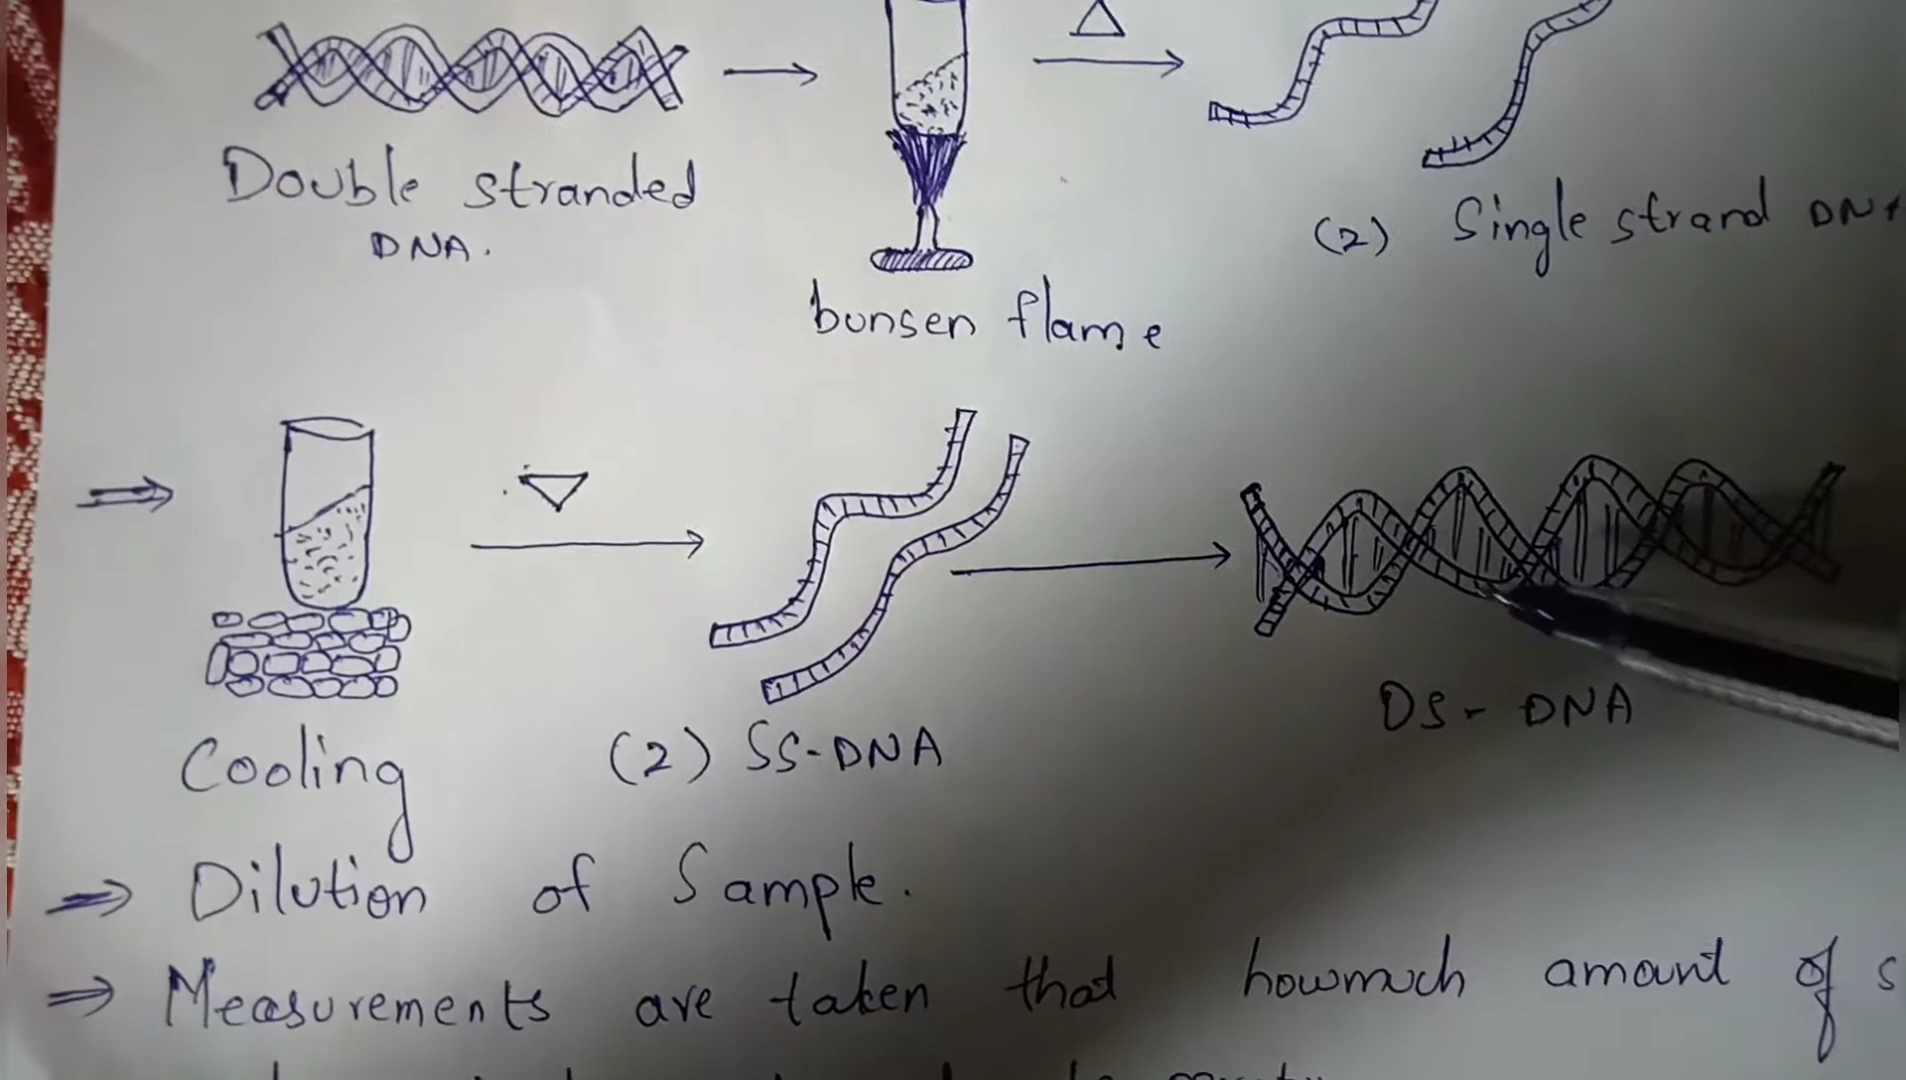 Double stranded
DNA.
bunsen flame
(2) Single strand DNA
Cooling
(2) SS-DNA
DS- DNA
⇒ Dilution of Sample.
⇒ Measurements are taken that howmuch amount of s